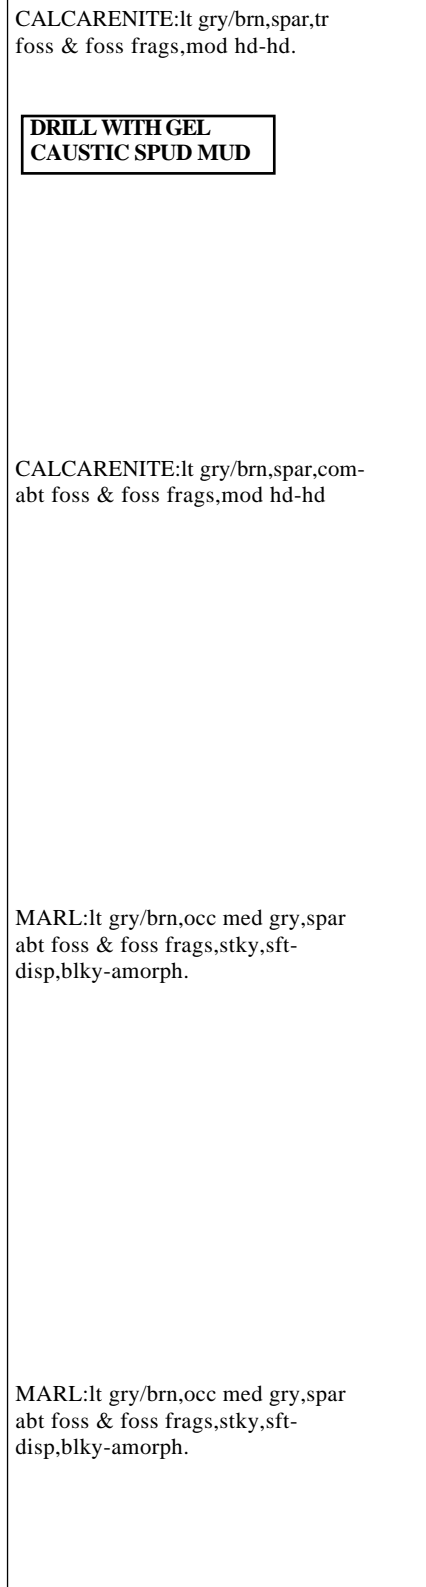 CALCARENITE:lt gry/brn,spar,tr
foss & foss frags,mod hd-hd.
DRILL WITH GEL
CAUSTIC SPUD MUD
CALCARENITE:lt gry/brn,spar,com-
abt foss & foss frags,mod hd-hd
MARL:lt gry/brn,occ med gry,spar
abt foss & foss frags,stky,sft-
disp,blky-amorph.
MARL:lt gry/brn,occ med gry,spar
abt foss & foss frags,stky,sft-
disp,blky-amorph.